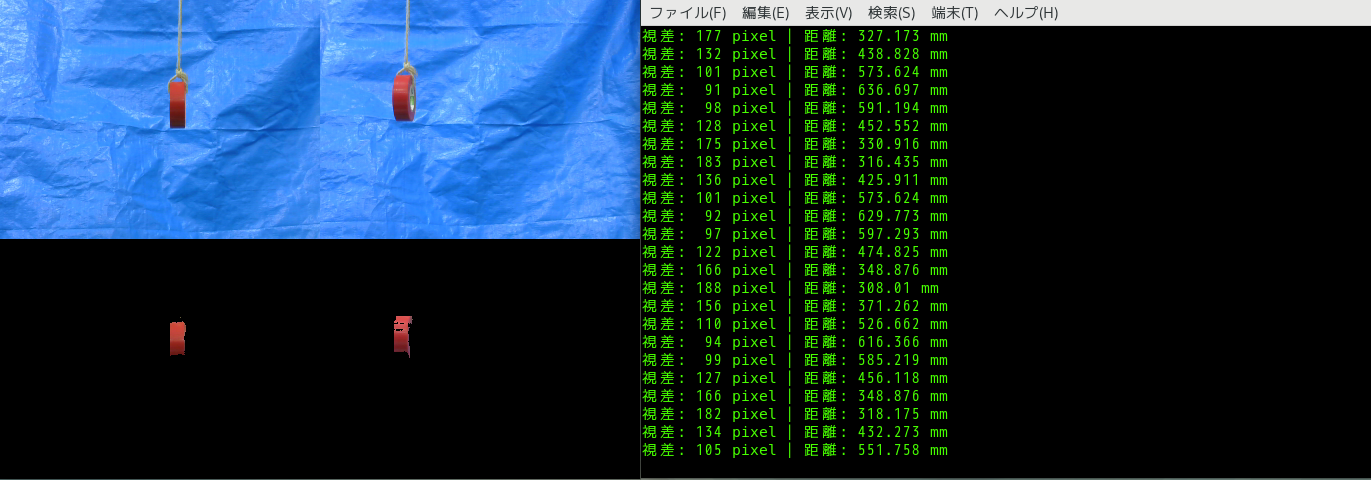 ファイル(F) 編集(E) 表示(V) 検索(S) 端末(T) ヘルプ(H)
視差: 177 pixel | 距離: 327.173 mm
視差: 132 pixel | 距離: 438.828 mm
視差: 101 pixel | 距離: 573.624 mm
視差:  91 pixel | 距離: 636.697 mm
視差:  98 pixel | 距離: 591.194 mm
視差: 128 pixel | 距離: 452.552 mm
視差: 175 pixel | 距離: 330.916 mm
視差: 183 pixel | 距離: 316.435 mm
視差: 136 pixel | 距離: 425.911 mm
視差: 101 pixel | 距離: 573.624 mm
視差:  92 pixel | 距離: 629.773 mm
視差:  97 pixel | 距離: 597.293 mm
視差: 122 pixel | 距離: 474.825 mm
視差: 166 pixel | 距離: 348.876 mm
視差: 188 pixel | 距離: 308.01 mm
視差: 156 pixel | 距離: 371.262 mm
視差: 110 pixel | 距離: 526.662 mm
視差:  94 pixel | 距離: 616.366 mm
視差:  99 pixel | 距離: 585.219 mm
視差: 127 pixel | 距離: 456.118 mm
視差: 166 pixel | 距離: 348.876 mm
視差: 182 pixel | 距離: 318.175 mm
視差: 134 pixel | 距離: 432.273 mm
視差: 105 pixel | 距離: 551.758 mm